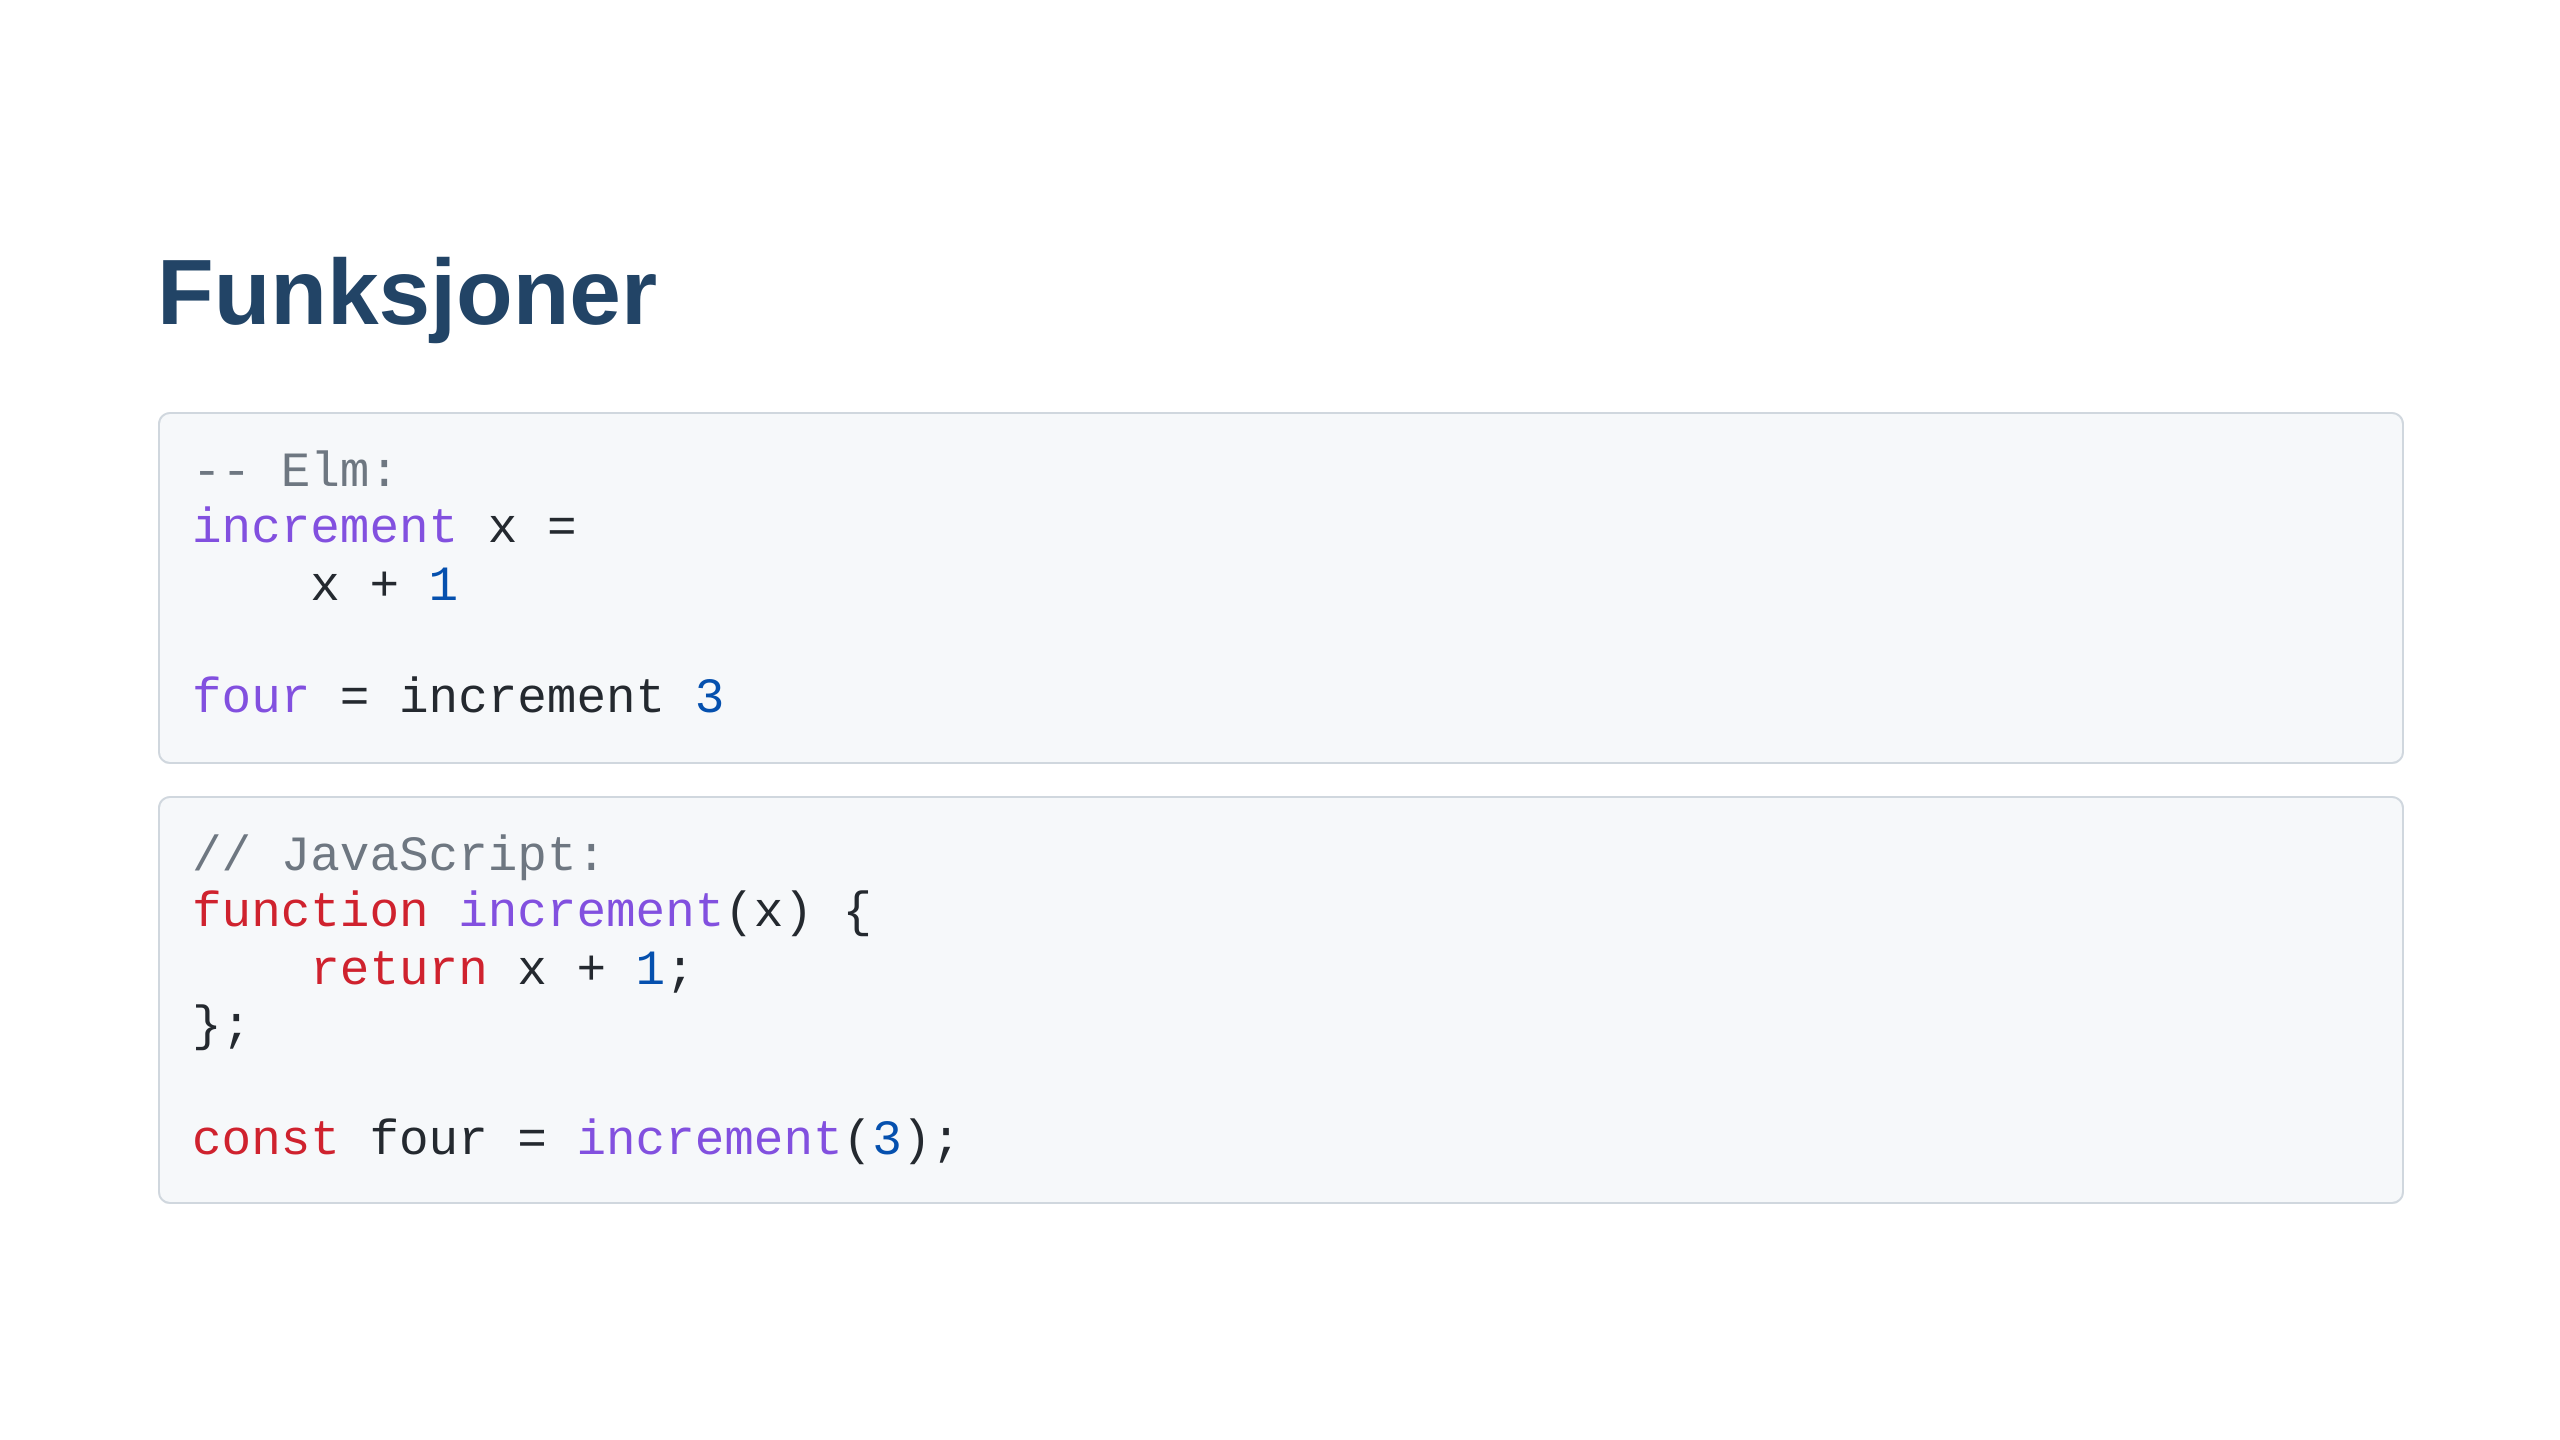 Funksjoner
-- Elm:
increment x =
    x + 1
four = increment 3
// JavaScript:
function increment(x) {
    return x + 1;
};
const four = increment(3);